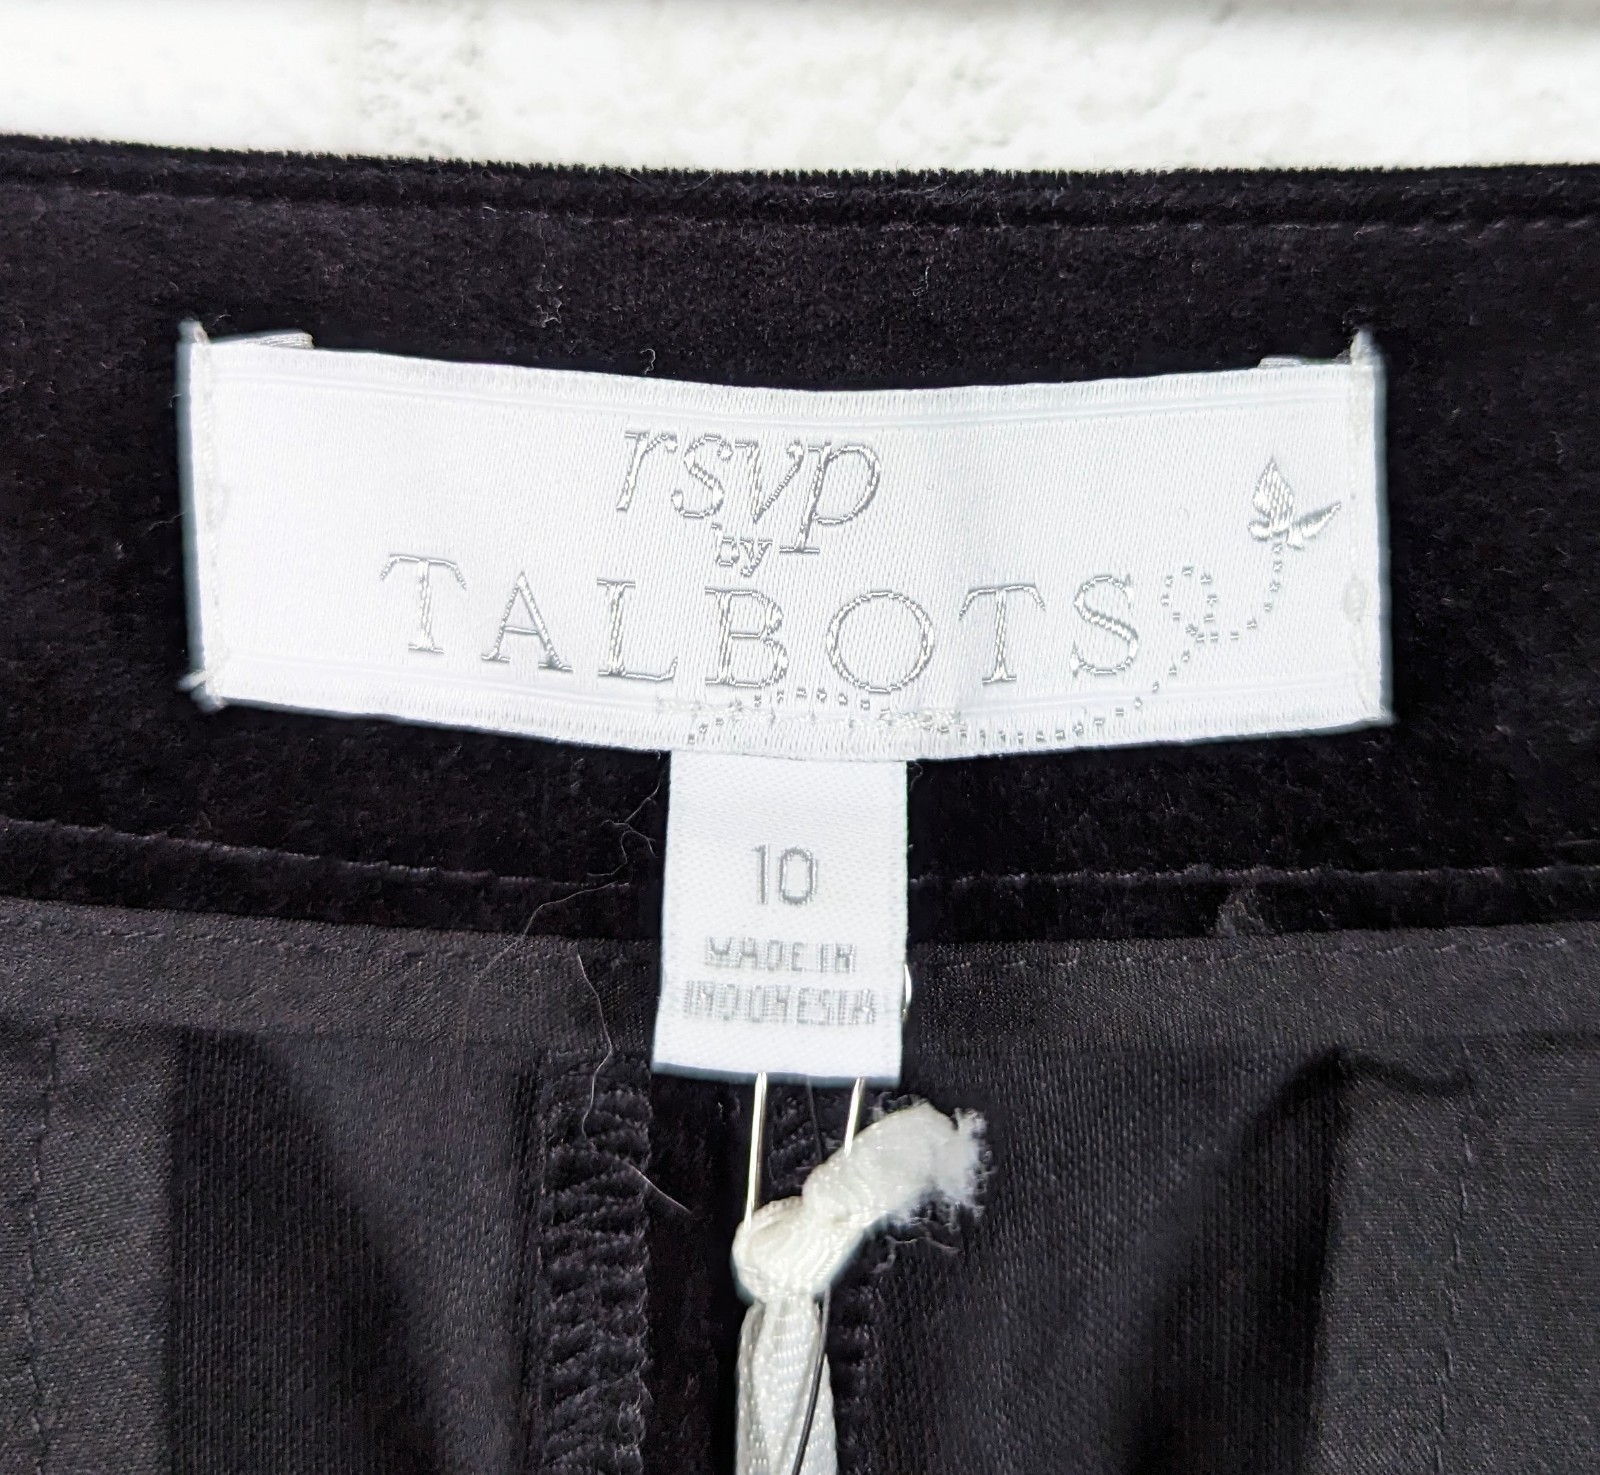 rsvp
by
TALBOTS
10
MADE IN
INDONESIA